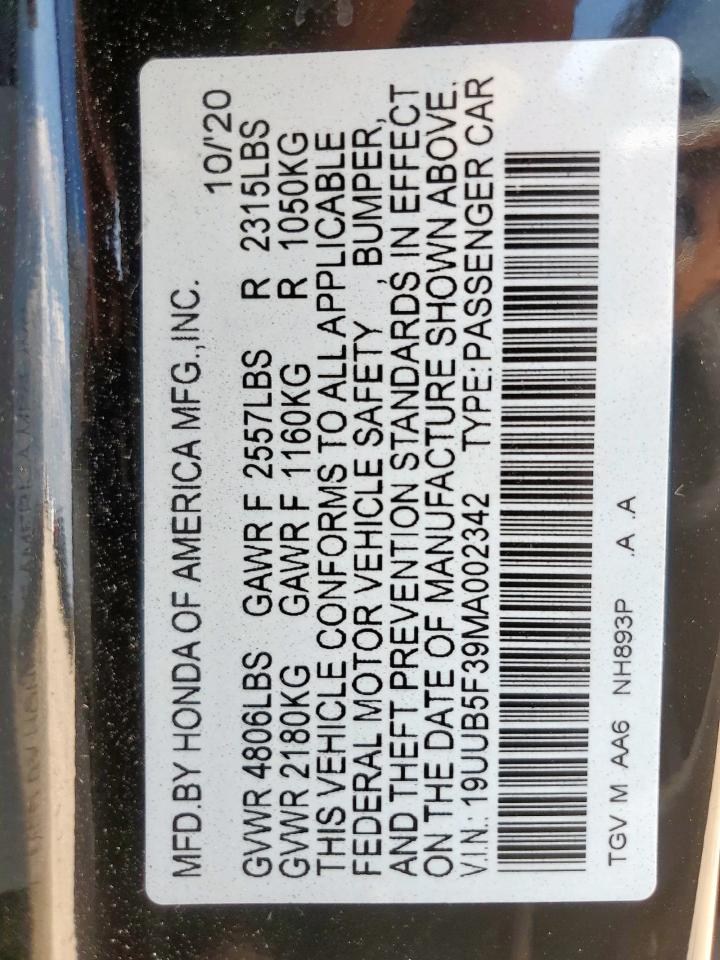 MFD.BY HONDA OF AMERICA MFG.,INC. 10/'20
GVWR 4806LBS GAWR F 2557LBS R 2315LBS
GVWR 2180KG GAWR F 1160KG R 1050KG
THIS VEHICLE CONFORMS TO ALL APPLICABLE
FEDERAL MOTOR VEHICLE SAFETY , BUMPER,
AND THEFT PREVENTION STANDARDS IN EFFECT
ON THE DATE OF MANUFACTURE SHOWN ABOVE.
V.I.N.: 19UUB5F39MA002342 TYPE:PASSENGER CAR
TGV M AA6 NH893P .A .A